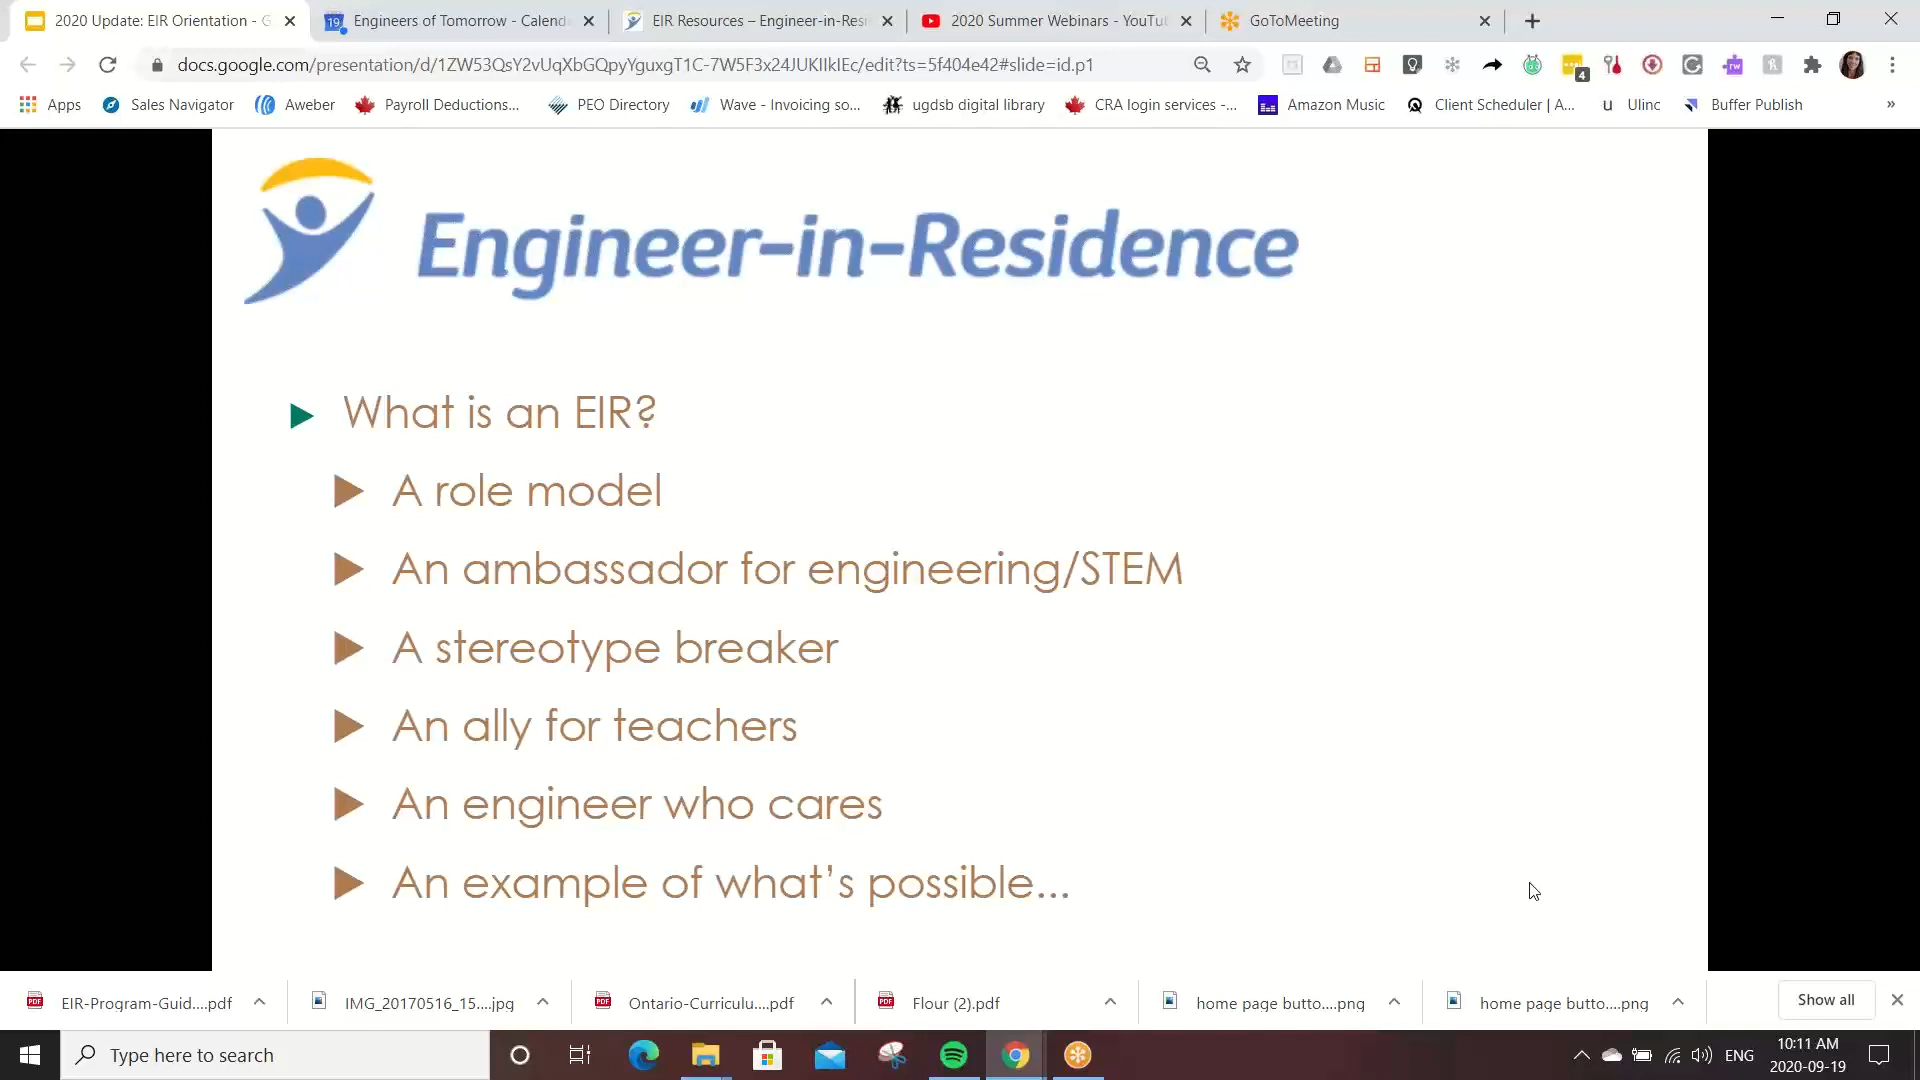 2020 Update: EIR Orientation - G
Engineers of Tomorrow - Calend
EIR Resources – Engineer-in-Resi
2020 Summer Webinars - YouTu
GoToMeeting
docs.google.com/presentation/d/1ZW53QsY2vUqXbGQpyYguxgT1C-7W5F3x24JUKIIkIEc/edit?ts=5f404e42#slide=id.p1
Apps
Sales Navigator
Aweber
Payroll Deductions...
PEO Directory
Wave - Invoicing so...
ugdsb digital library
CRA login services -...
Amazon Music
Client Scheduler | A...
Ulinc
Buffer Publish
»
Engineer-in-Residence
What is an EIR?
A role model
An ambassador for engineering/STEM
A stereotype breaker
An ally for teachers
An engineer who cares
An example of what's possible...
EIR-Program-Guid....pdf
IMG_20170516_15....jpg
Ontario-Curriculu....pdf
Flour (2).pdf
home page butto....png
home page butto....png
Show all
Type here to search
ENG
10:11 AM
2020-09-19